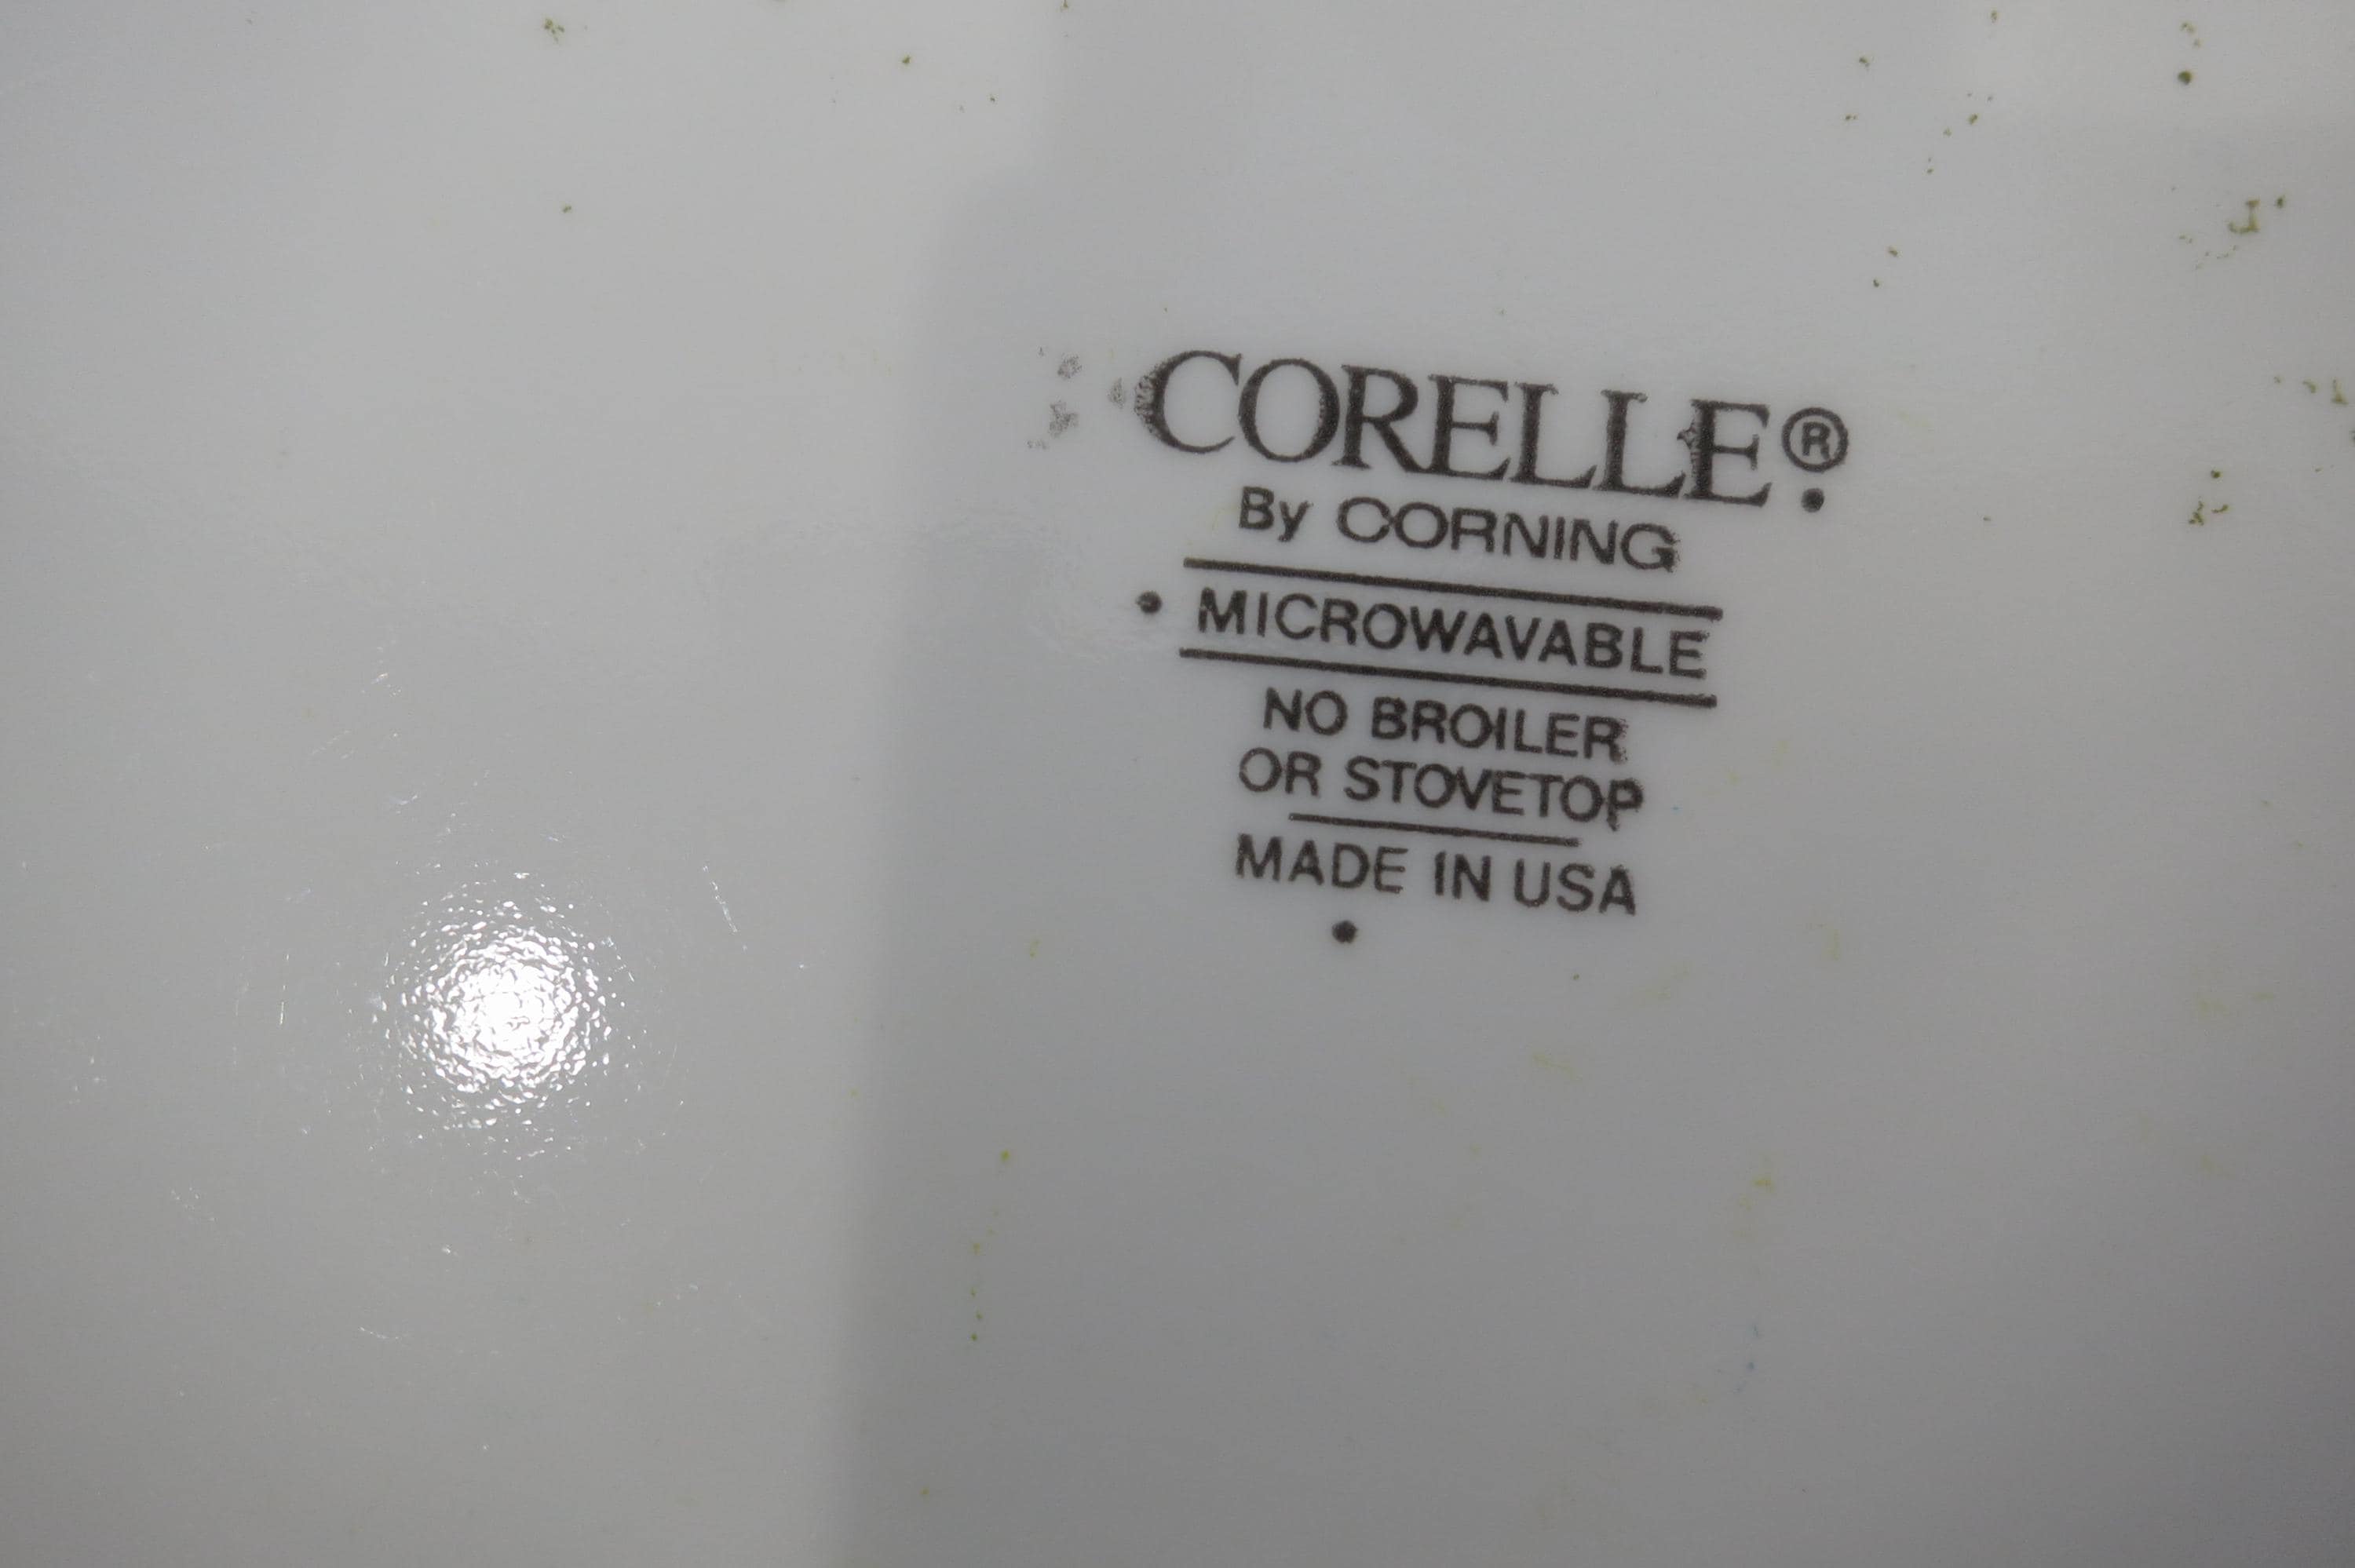 CORELLE®
By CORNING
• MICROWAVABLE
NO BROILER
OR STOVETOP
MADE IN USA